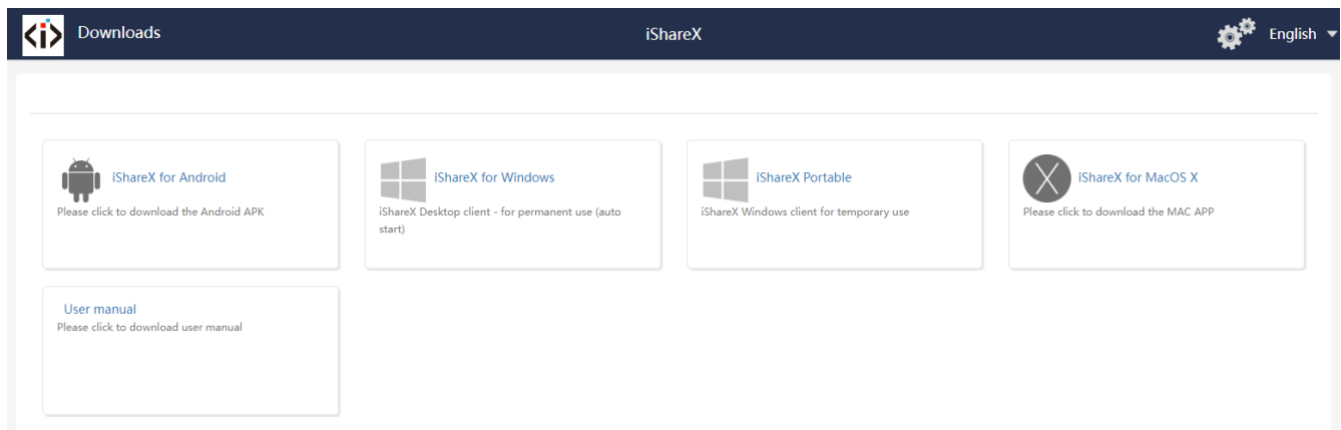 <i> Downloads
iShareX
English
iShareX for Android
Please click to download the Android APK
iShareX for Windows
iShareX Desktop client - for permanent use (auto
start)
iShareX Portable
iShareX Windows client for temporary use
X iShareX for MacOS X
Please click to download the MAC APP
User manual
Please click to download user manual